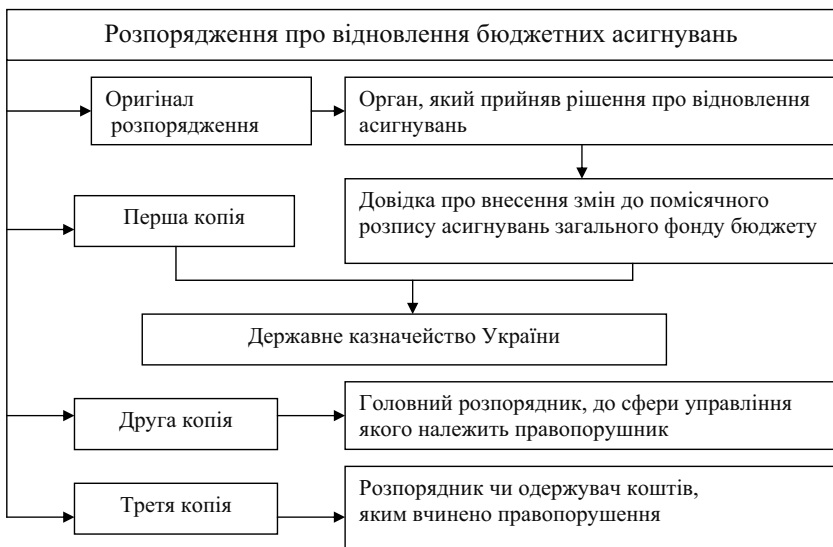 Розпорядження про відновлення бюджетних асигнувань
Оригінал
розпорядження
Орган, який прийняв рішення про відновлення
асигнувань
Перша копія
Довідка про внесення змін до помісячного
розпису асигнувань загального фонду бюджету
Державне казначейство України
Друга копія
Головний розпорядник, до сфери управління
якого належить правопорушник
Третя копія
Розпорядник чи одержувач коштів,
яким вчинено правопорушення